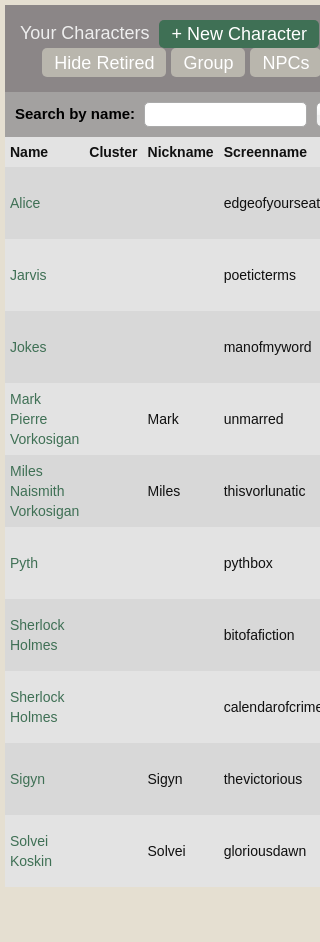 Your Characters + New Character
Hide Retired Group NPCs
Search by name:
Name Cluster Nickname Screenname
Alice edgeofyourseat
Jarvis poeticterms
Jokes manofmyword
Mark
Pierre Mark unmarred
Vorkosigan
Miles
Naismith Miles thisvorlunatic
Vorkosigan
Pyth pythbox
Sherlock
Holmes
bitofafiction
Sherlock
Holmes
calendarofcrime
Sigyn Sigyn thevictorious
Solvei
Koskin
Solvei gloriousdawn